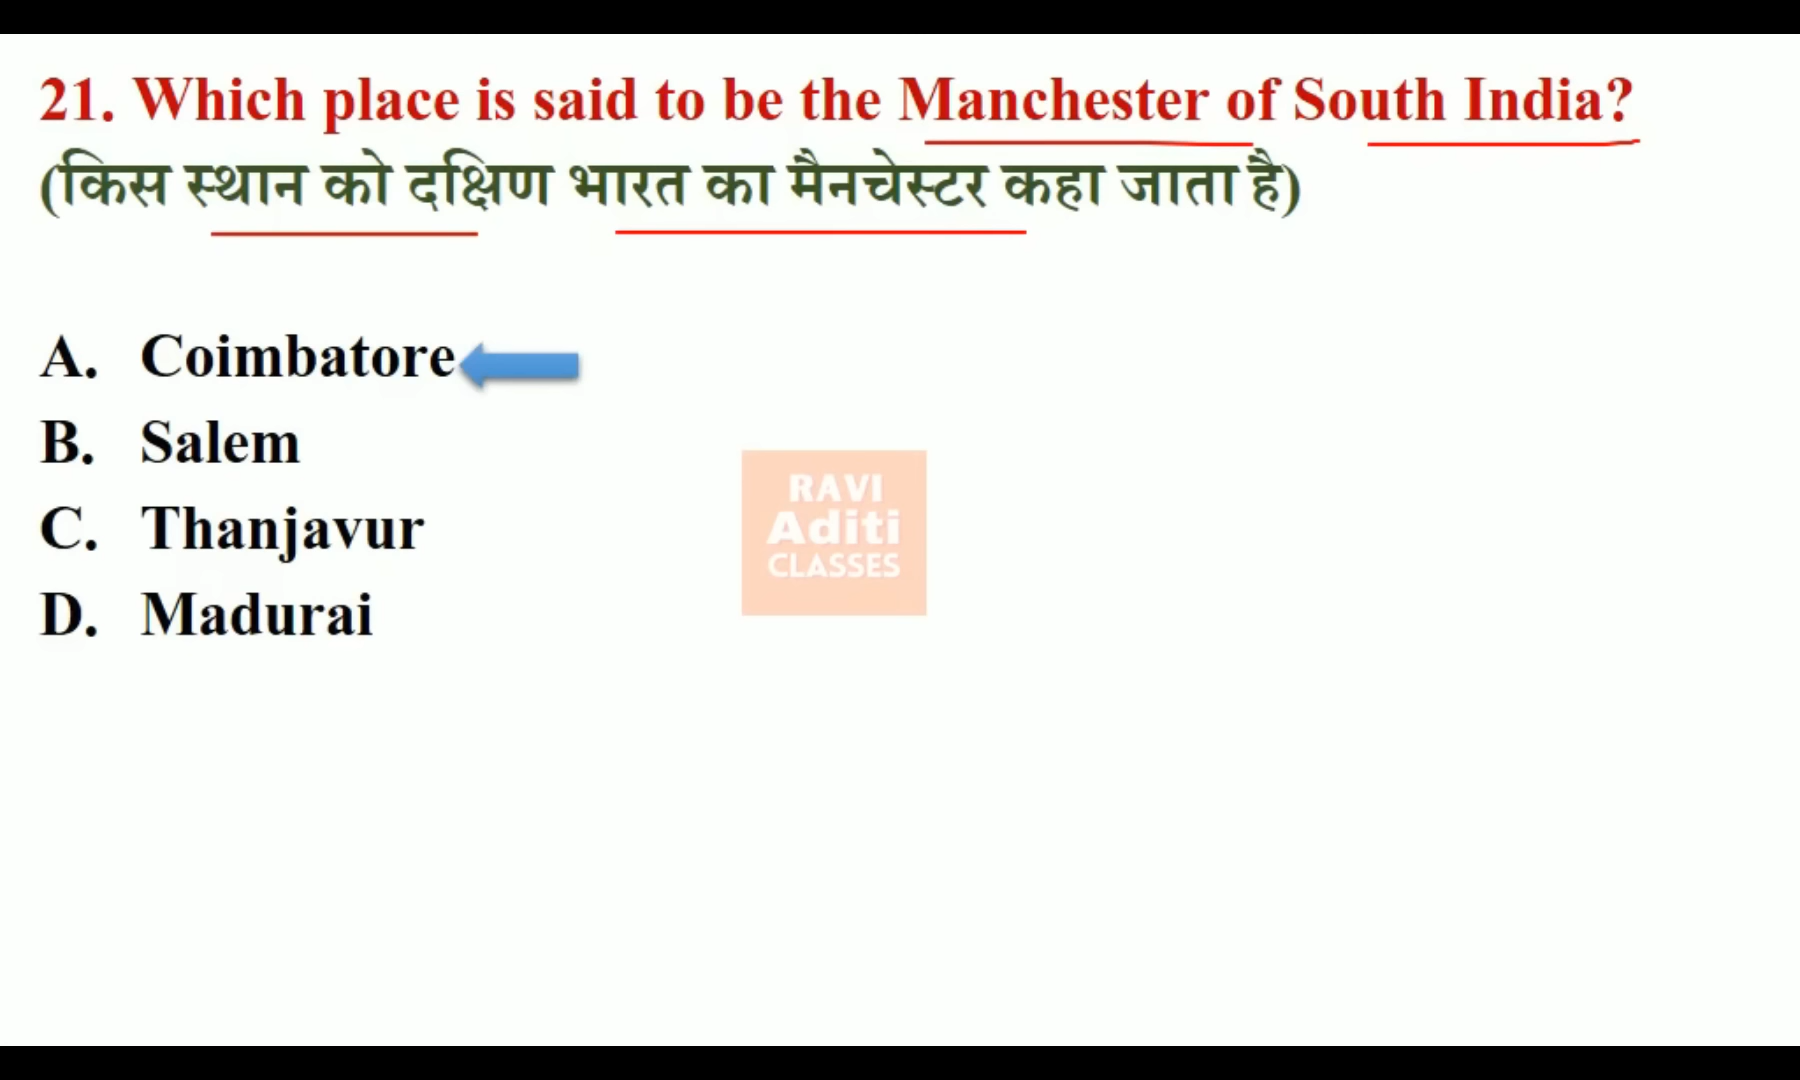 21. Which place is said to be the Manchester of South India?
(किस स्थान को दक्षिण भारत का मैनचेस्टर कहा जाता है)
A. Coimbatore
B. Salem
C. Thanjavur
D. Madurai
RAVI
Aditi
CLASSES